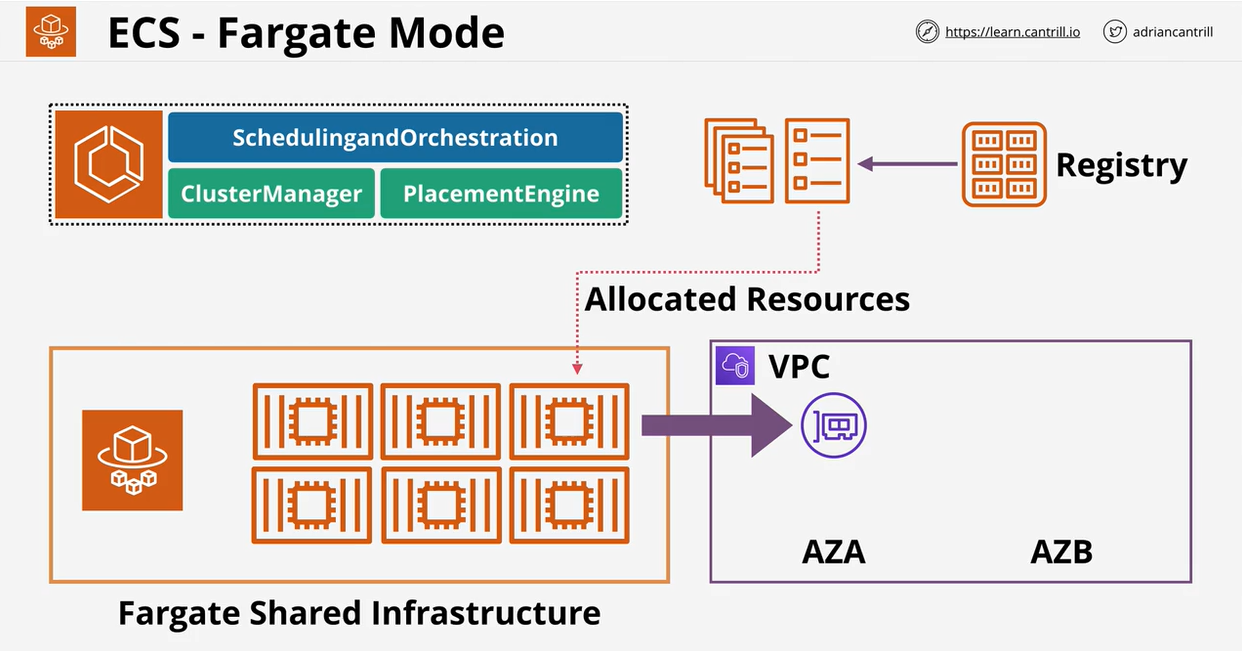 ECS - Fargate Mode
https://learn.cantrill.io
adriancantrill
SchedulingandOrchestration
ClusterManager
PlacementEngine
Registry
Allocated Resources
VPC
AZA
AZB
Fargate Shared Infrastructure